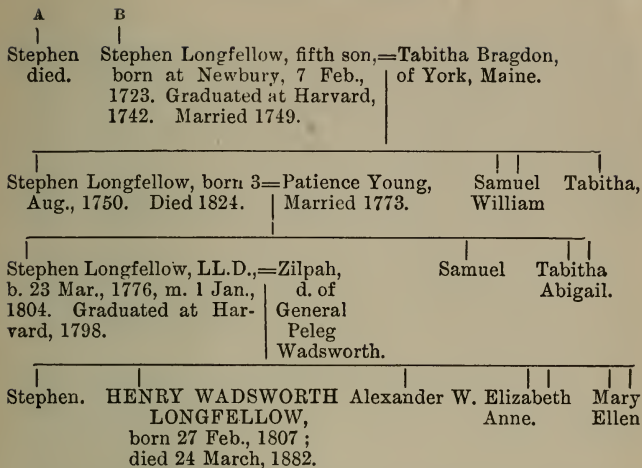 A B
Stephen Stephen Longfellow, fifth son,=Tabitha Bragdon,
died. born at Newbury, 7 Feb., of York, Maine.
1723. Graduated at Harvard,
1742. Married 1749.
Stephen Longfellow, born 3=Patience Young, Samuel Tabitha,
Aug., 1750. Died 1824. Married 1773. William
Stephen Longfellow, LL.D.,=Zilpah, Samuel Tabitha
b. 23 Mar., 1776, m. 1 Jan., d. of Abigail.
1804. Graduated at Har- General
vard, 1798. Peleg
Wadsworth.
Stephen. HENRY WADSWORTH Alexander W. Elizabeth Mary
LONGFELLOW, Anne. Ellen
born 27 Feb., 1807 ;
died 24 March, 1882.